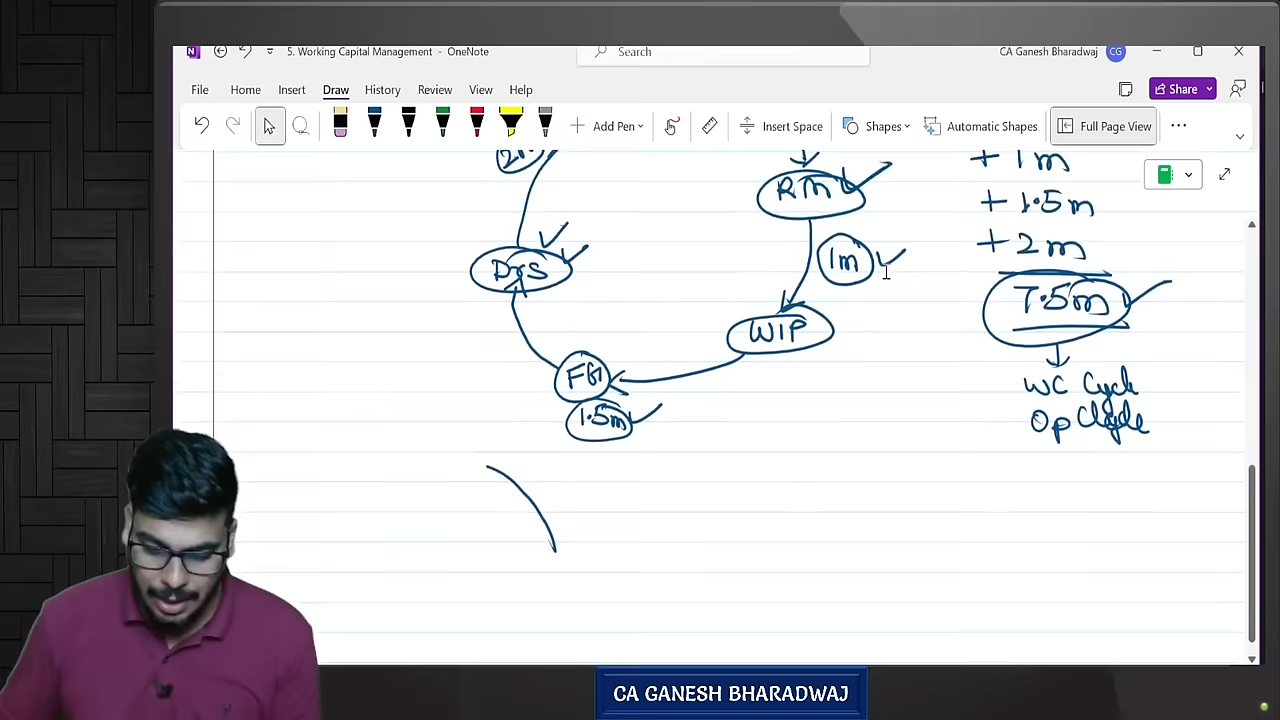 5. Working Capital Management - OneNote
Search
CA Ganesh Bharadwaj
CG
File
Home
Insert
Draw
History
Review
View
Help
Share
Add Pen
Insert Space
Shapes
Automatic Shapes
Full Page View
+ 1m
+ 1.5m
+ 2m
7.5m
WC Cycle
Op Cycle
RM
1m
WIP
FG
1.5m
Drs
CA GANESH BHARADWAJ